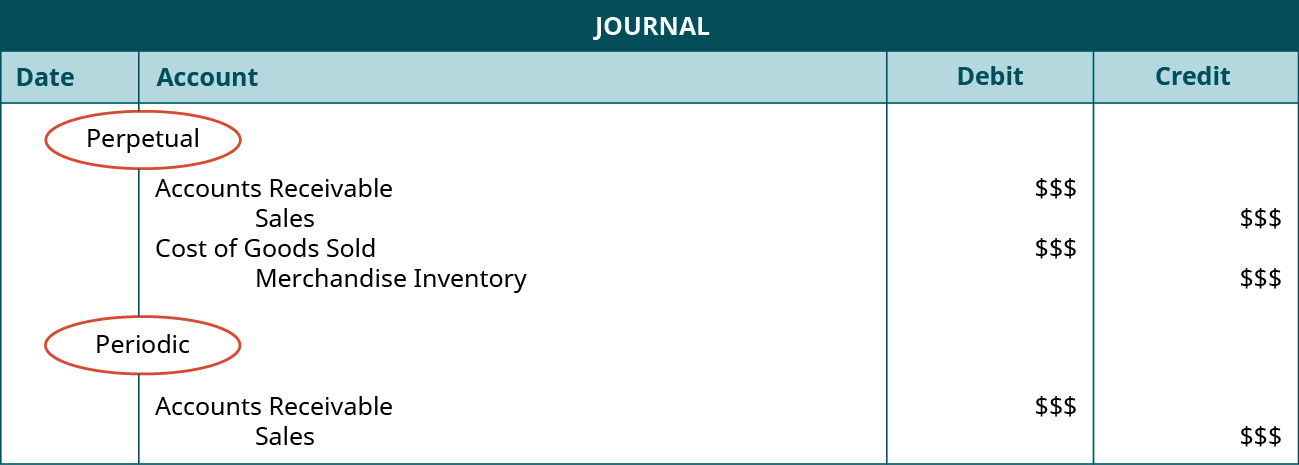 JOURNAL
Date Account Debit Credit
Perpetual
Accounts Receivable $$$
Sales $$$
Cost of Goods Sold $$$
Merchandise Inventory $$$
Periodic
Accounts Receivable $$$
Sales $$$